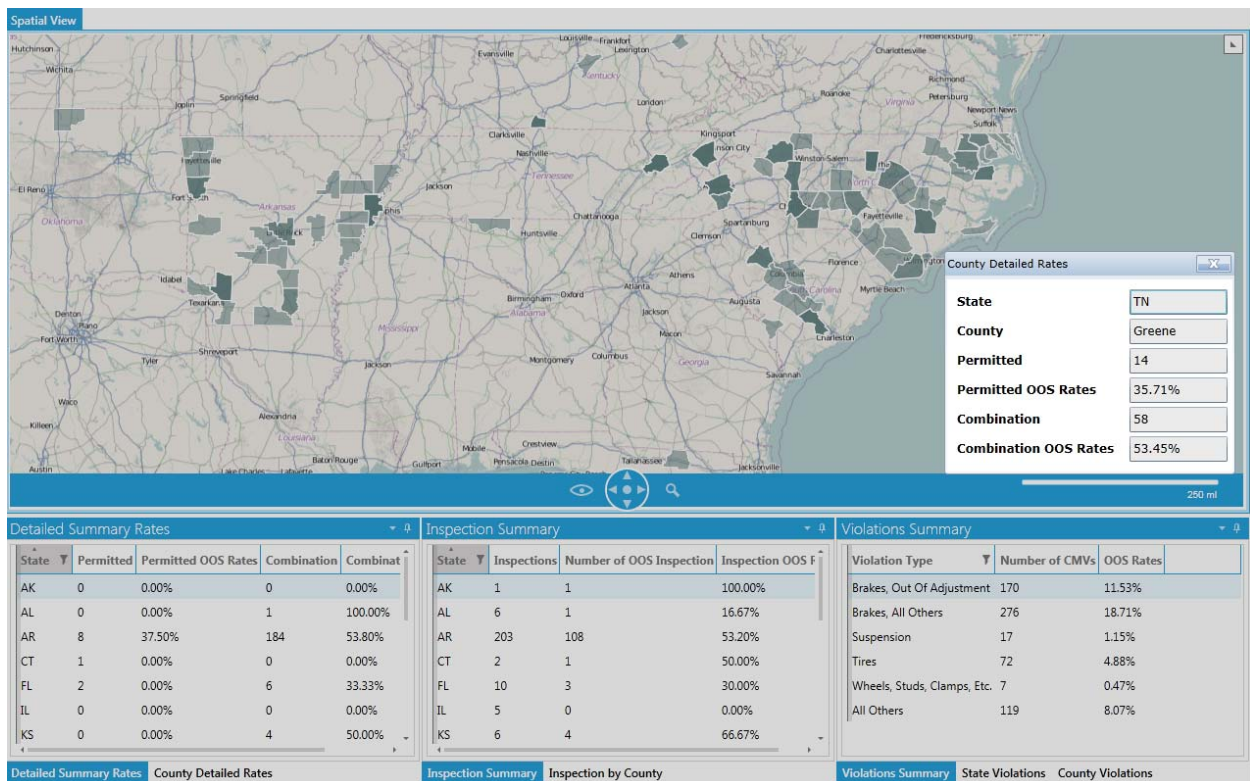 Spatial View
Hutchinson
Wichita
Joplin
Springfield
Evansville
Louisville
Frankfort
Lexington
Kentucky
London
Fredericksburg
Charlottesville
Richmond
Petersburg
Roanoke
Virginia
Newport News
Suffolk
Clarksville
Nashville
Tennessee
Kingsport
nson City
Winston-Salem
Fayetteville
El Reno
Oklahoma
Arkansas
Jackson
phis
Chattanooga
Huntsville
Spartanburg
Clemson
Fayetteville
Idabel
Texarkana
Denton
Plano
Fort Worth
Tyler
Shreveport
Mississippi
Jackson
Birmingham
Oxford
Alabama
Atlanta
Athens
Jackson
Macon
Augusta
Columbia
Florence
Myrtle Beach
Charleston
Montgomery
Columbus
Georgia
Savannah
Waco
Killeen
Austin
Alexandria
Louisiana
Lake Charles
Lafayette
Baton Rouge
Gulfport
Mobile
Crestview
Pensacola
Destin
Tallahassee
Jacksonville
County Detailed Rates
State TN
County Greene
Permitted 14
Permitted OOS Rates 35.71%
Combination 58
Combination OOS Rates 53.45%
250 ml
Detailed Summary Rates
State Permitted Permitted OOS Rates Combination Combinat
AK 0 0.00% 0 0.00%
AL 0 0.00% 1 100.00%
AR 8 37.50% 184 53.80%
CT 1 0.00% 0 0.00%
FL 2 0.00% 6 33.33%
IL 0 0.00% 0 0.00%
KS 0 0.00% 4 50.00%
Detailed Summary Rates County Detailed Rates
Inspection Summary
State Inspections Number of OOS Inspection Inspection OOS
AK 1 1 100.00%
AL 6 1 16.67%
AR 203 108 53.20%
CT 2 1 50.00%
FL 10 3 30.00%
IL 5 0 0.00%
KS 6 4 66.67%
Inspection Summary Inspection by County
Violations Summary
Violation Type Number of CMVs OOS Rates
Brakes, Out Of Adjustment 170 11.53%
Brakes, All Others 276 18.71%
Suspension 17 1.15%
Tires 72 4.88%
Wheels, Studs, Clamps, Etc. 7 0.47%
All Others 119 8.07%
Violations Summary State Violations County Violations